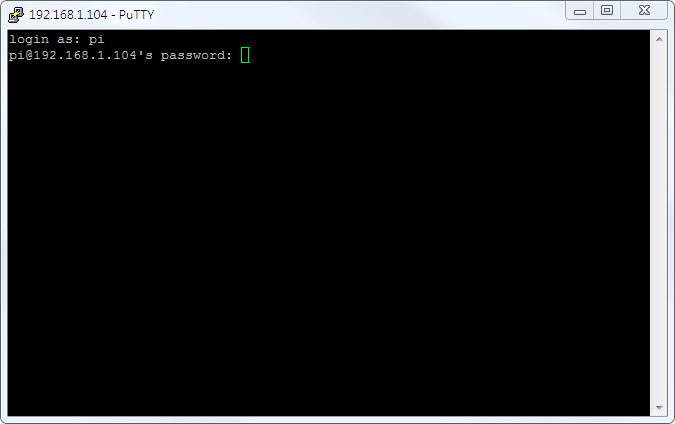 192.168.1.104 - PuTTY
login as: pi
pi@192.168.1.104's password: